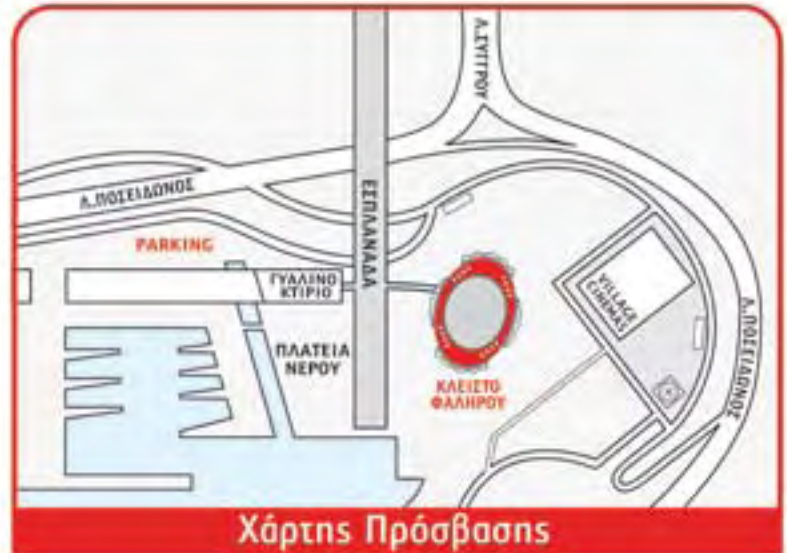 Λ.ΣΥΓΓΡΟΥ
Λ.ΠΟΣΕΙΔΩΝΟΣ
ΕΣΠΛΑΝΑΔΑ
PARKING
ΓΥΑΛΙΝΟ
ΚΤΙΡΙΟ
ΠΛΑΤΕΙΑ
ΝΕΡΟΥ
ΚΛΕΙΣΤΟ
ΦΑΛΗΡΟΥ
VILLAGE
CINEMAS
Λ.ΠΟΣΕΙΔΩΝΟΣ
Χάρτης Πρόσβασης